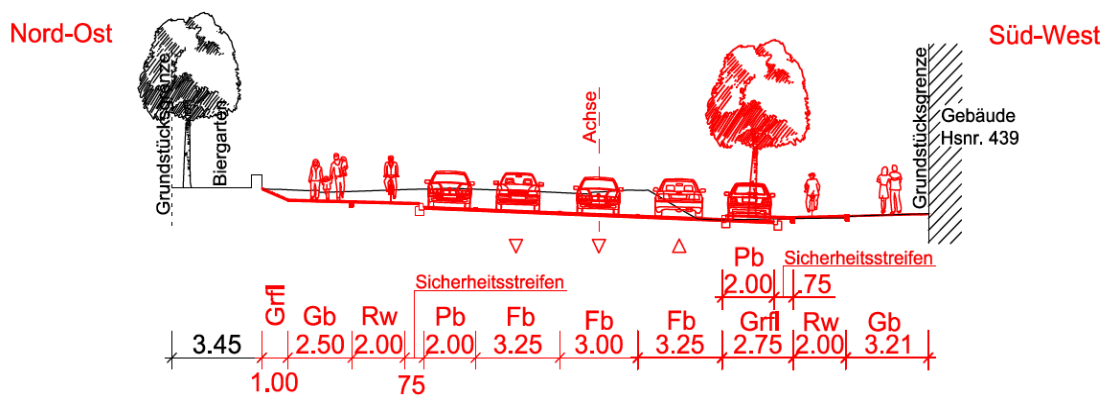 Nord-Ost
Süd-West
Grundstücksgrenze
Biergarten
Achse
Grundstücksgrenze
Gebäude
Hsnr. 439
Pb
Sicherheitsstreifen
2.00
.75
Sicherheitsstreifen
Grfl
Gb
Rw
Pb
Fb
Fb
Fb
Grfl
Rw
Gb
3.45
2.50
2.00
2.00
3.25
3.00
3.25
2.75
2.00
3.21
1.00
75